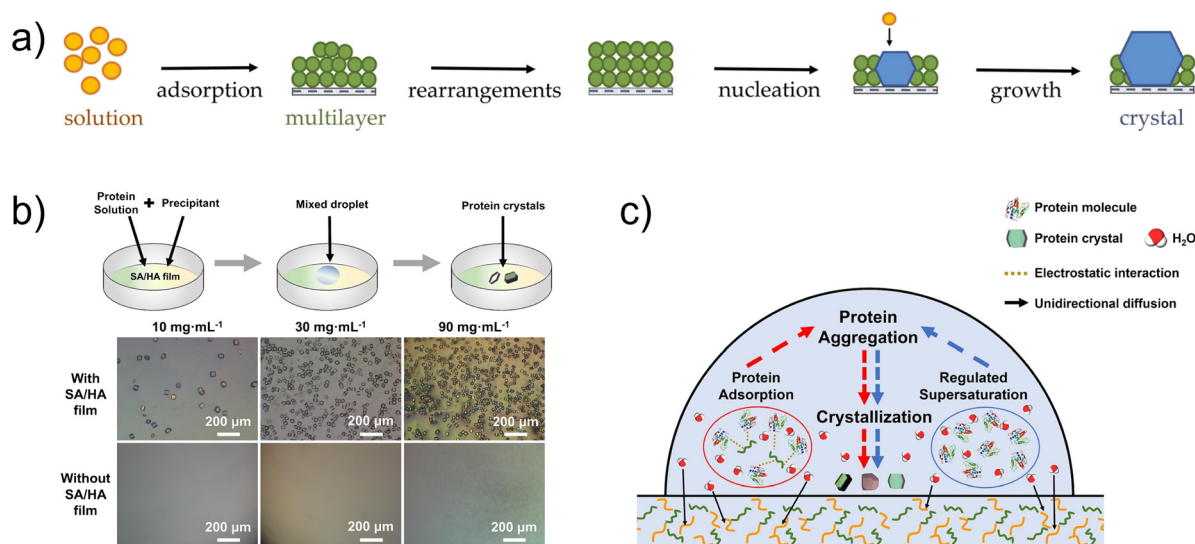 a)
adsorption
rearrangements
nucleation
growth
solution
multilayer
crystal
b)
Protein
Solution + Precipitant
Mixed droplet
Protein crystals
SA/HA film
10 mg·mL⁻¹
30 mg·mL⁻¹
90 mg·mL⁻¹
With
SA/HA
film
200 μm
200 μm
200 μm
Without
SA/HA
film
200 μm
200 μm
200 μm
c)
Protein molecule
Protein crystal
H₂O
Electrostatic interaction
Unidirectional diffusion
Protein
Aggregation
Protein
Adsorption
Regulated
Supersaturation
Crystallization